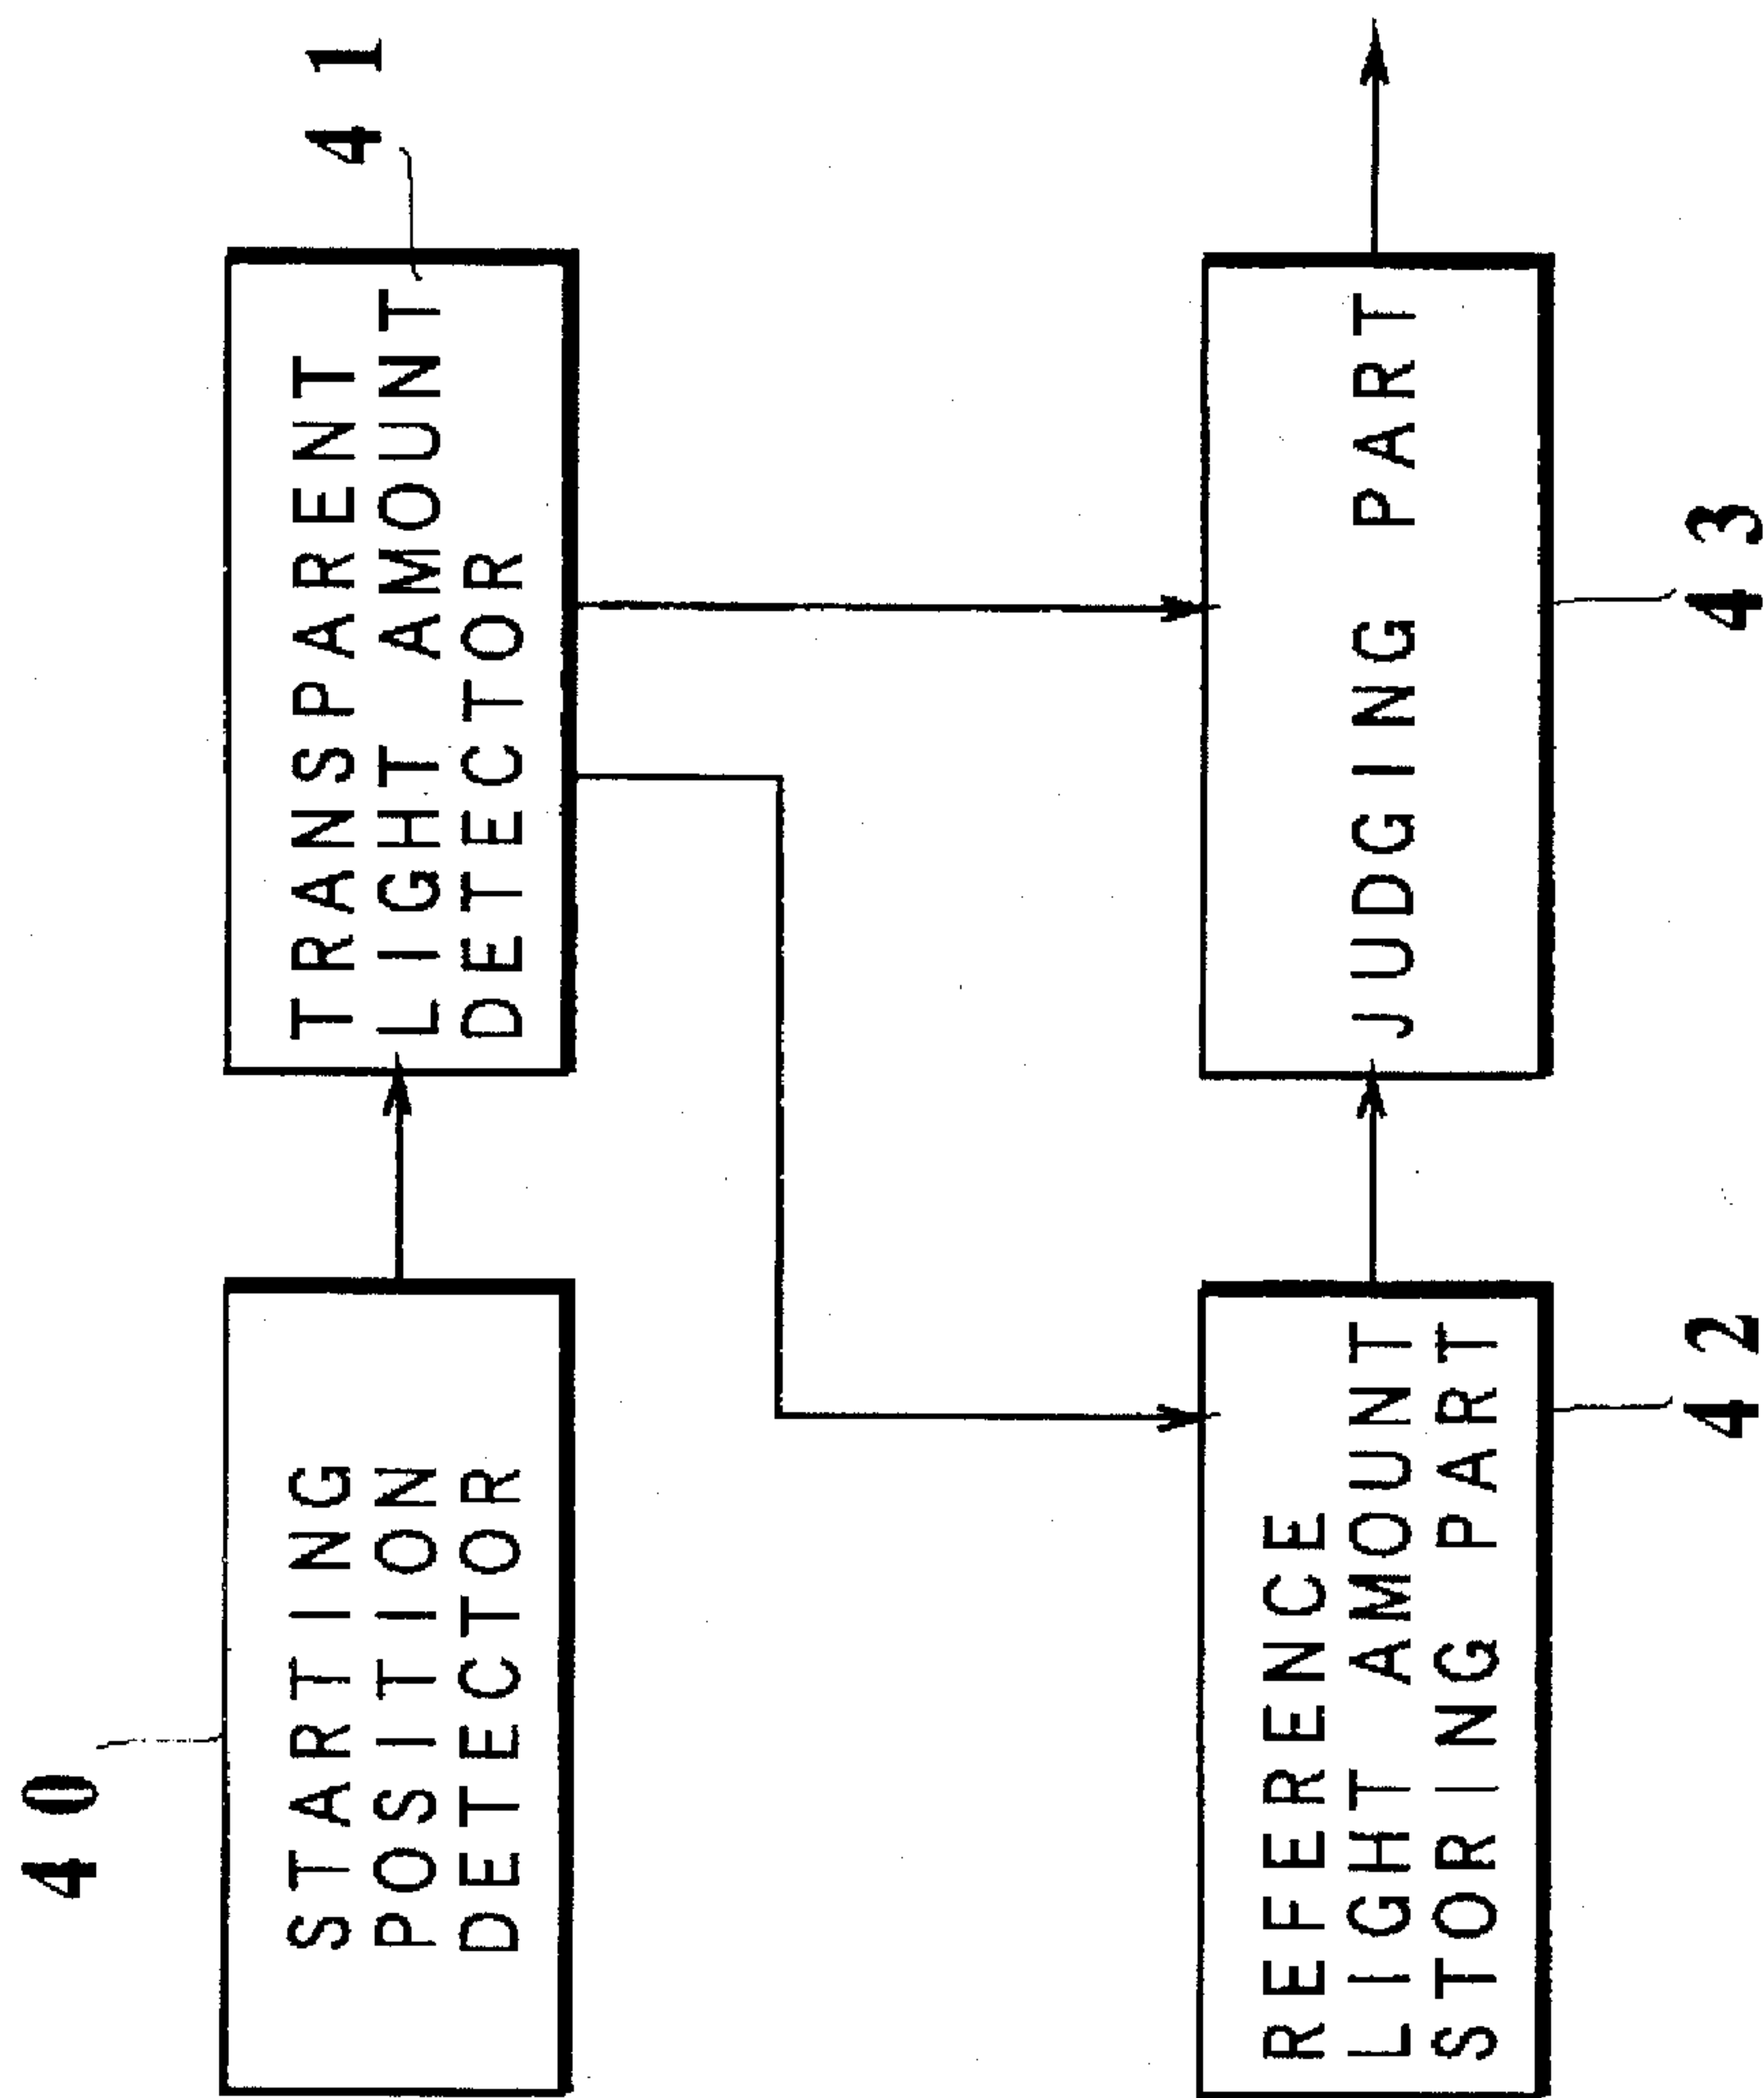 40
STARTING
POSITION
DETECTOR
41
TRANSPARENT
LIGHT AMOUNT
DETECTOR
REFERENCE
LIGHT AMOUNT
STORING PART
42
JUDGING PART
43